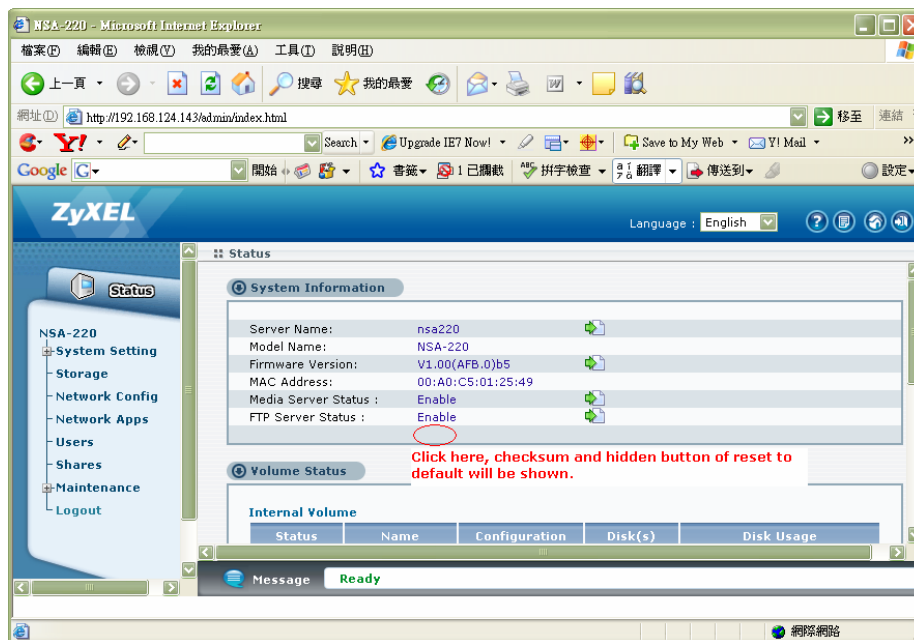 NSA-220 - Microsoft Internet Explorer
檔案(F) 編輯(E) 檢視(V) 我的最愛(A) 工具(T) 說明(H)
上一頁 搜尋 我的最愛
網址(D) http://192.168.124.143/admin/index.html 移至 連結
Y! Search Upgrade IE7 Now! Save to My Web Y! Mail »
Google G 開始 書籤 1 已攔截 ABC 拼字檢查 翻譯 傳送到 設定
ZyXEL
Language : English
Status
Status
System Information
Server Name: nsa220
Model Name: NSA-220
Firmware Version: V1.00(AFB.0)b5
MAC Address: 00:A0:C5:01:25:49
Media Server Status : Enable
FTP Server Status : Enable
Click here, checksum and hidden button of reset to
default will be shown.
NSA-220
System Setting
Storage
Network Config
Network Apps
Users
Shares
Maintenance
Logout
Volume Status
Internal Volume
Status Name Configuration Disk(s) Disk Usage
Message Ready
網際網路